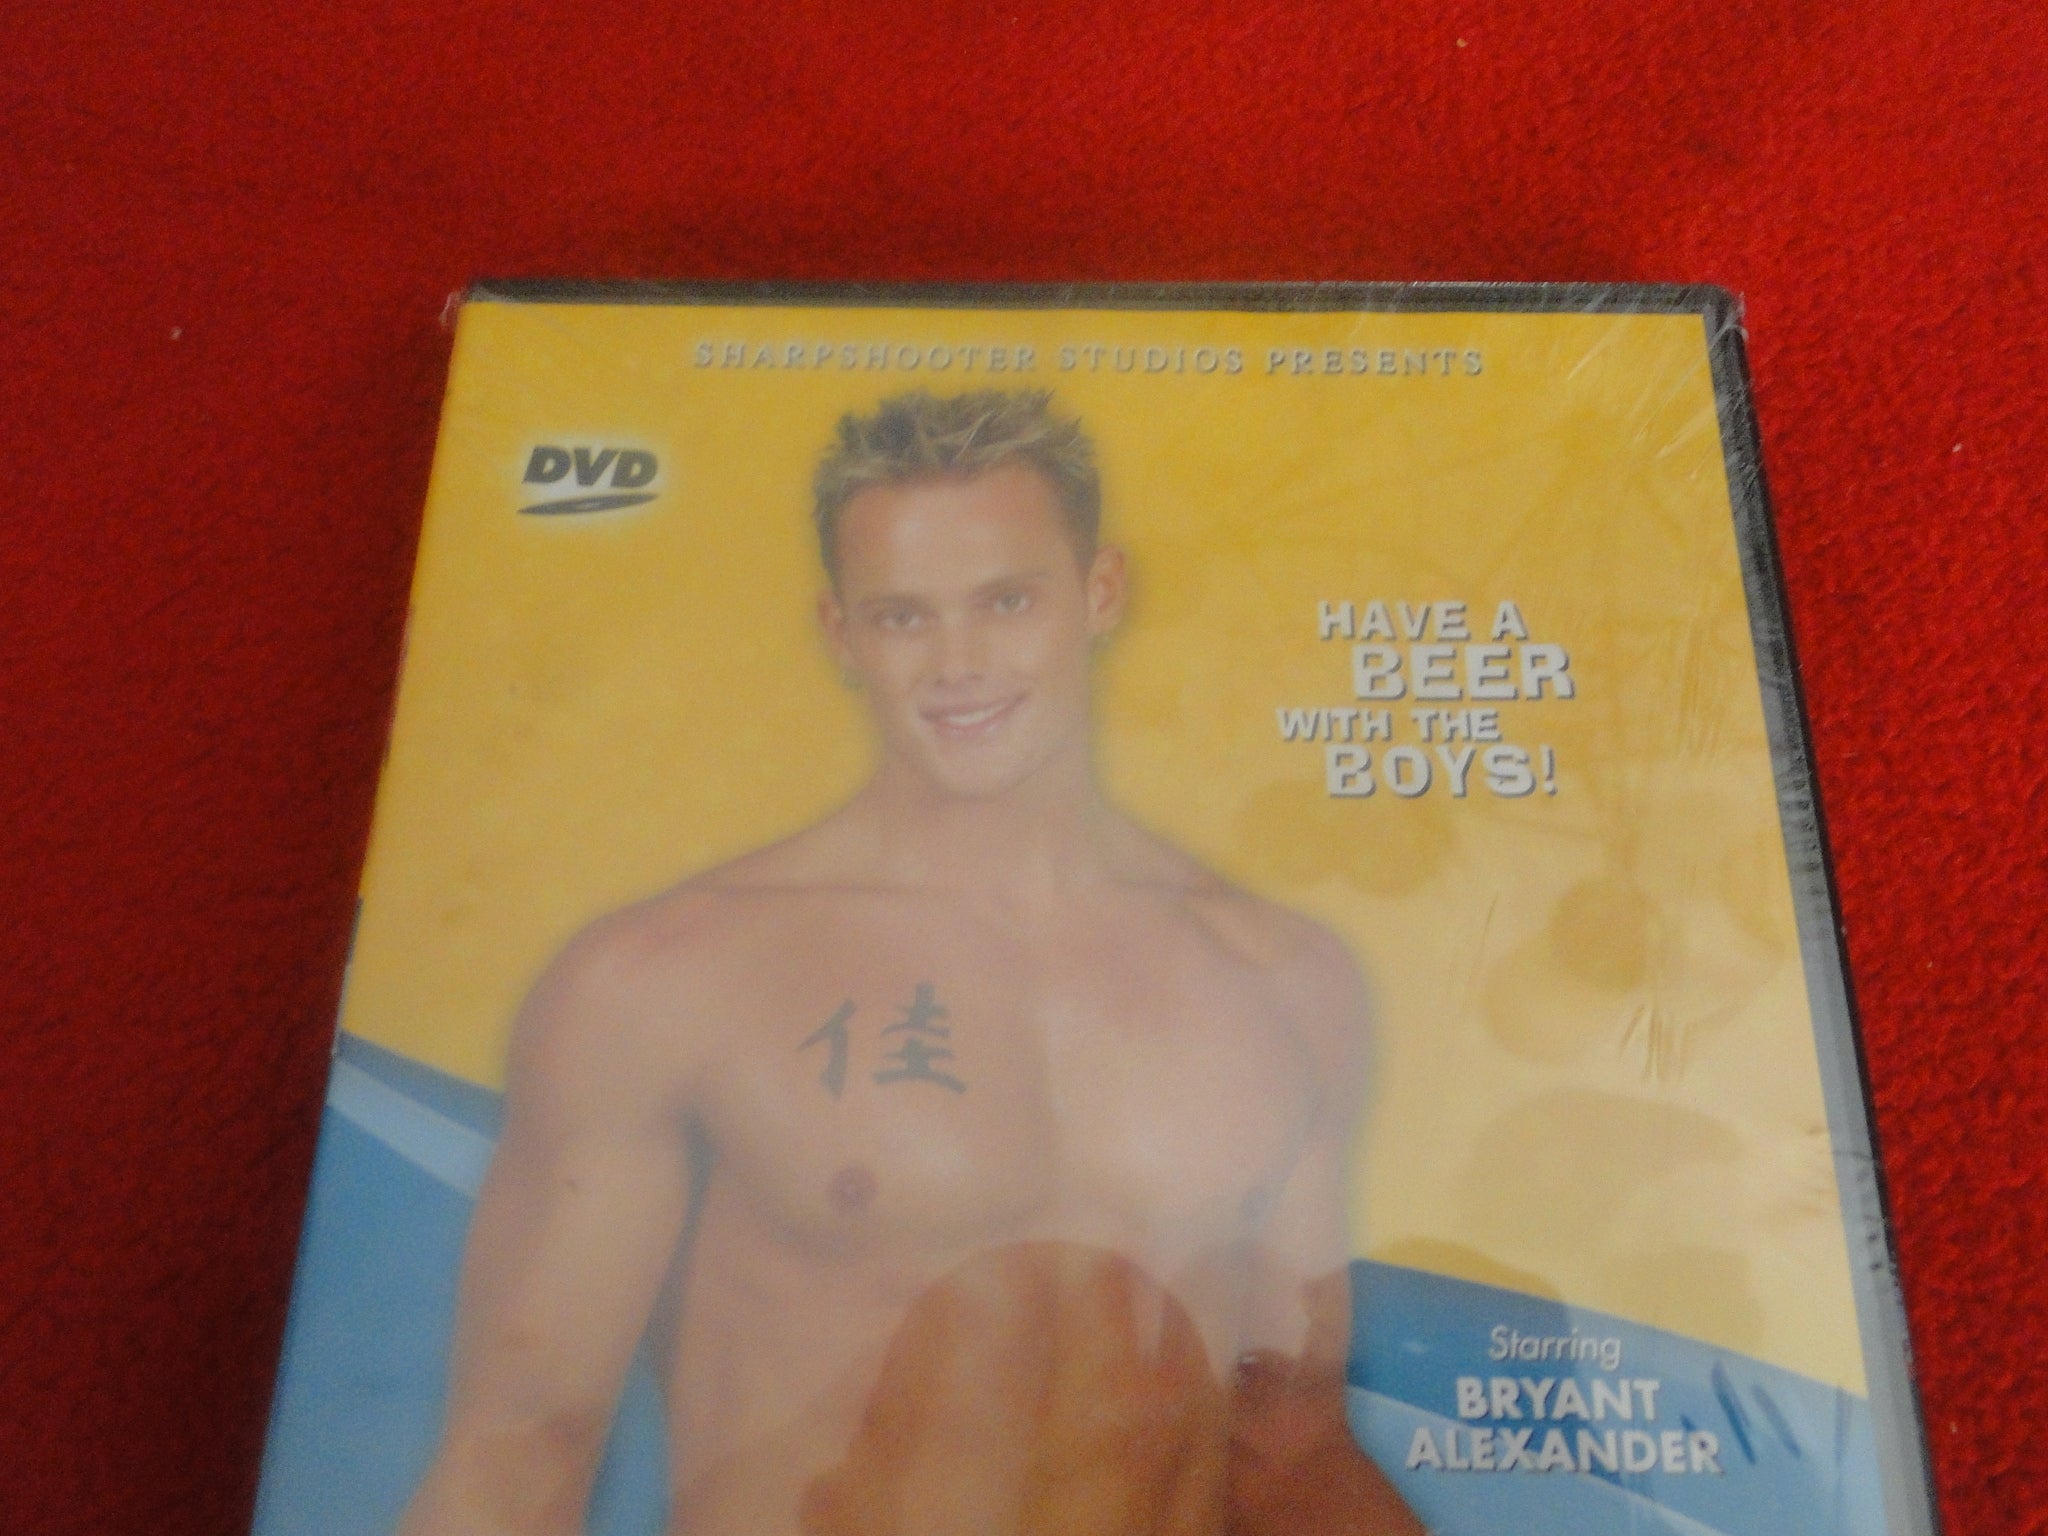 SHARPSHOOTER STUDIOS PRESENTS
DVD
HAVE A
BEER
WITH THE
BOYS!
佳
Starring
BRYANT
ALEXANDER